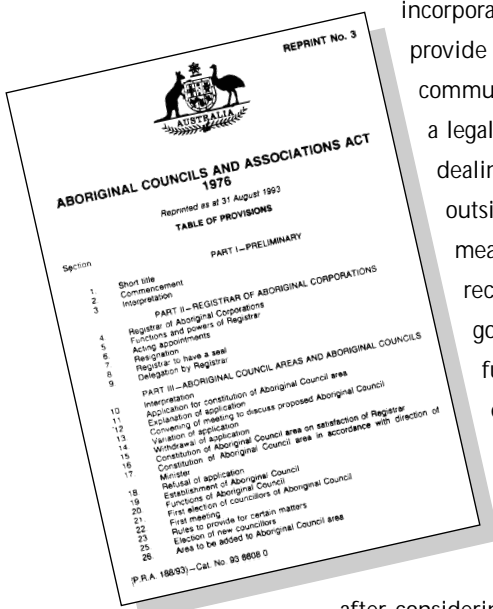 REPRINT No. 3
AUSTRALIA
ABORIGINAL COUNCILS AND ASSOCIATIONS ACT
1976
Reprinted as at 31 August 1993
TABLE OF PROVISIONS
Section
PART I—PRELIMINARY
1. Short title
2 Commencement
3 Interpretation
PART II—REGISTRAR OF ABORIGINAL CORPORATIONS
4. Registrar of Aboriginal Corporations
5. Functions and powers of Registrar
6. Acting appointments
7. Resignation
8. Registrar to have a seal
9. Delegation by Registrar
PART III—ABORIGINAL COUNCIL AREAS AND ABORIGINAL COUNCILS
10 Interpretation
11 Application for constitution of Aboriginal Council area
12 Explanation of application
13 Convening of meeting to discuss proposed Aboriginal Council
14 Variation of application
15 Withdrawal of application
16 Constitution of Aboriginal Council area on satisfaction of Registrar
17. Constitution of Aboriginal Council area in accordance with direction of
Minister
18. Refusal of application
19 Establishment of Aboriginal Council
20 Functions of Aboriginal Council
21. First election of councillors of Aboriginal Council
22 First meeting
23 Rules to provide for certain matters
25 Election of new councillors
26. Area to be added to Aboriginal Council area
(P.R.A. 188/93)—Cat. No. 93 6608 0
incorpora
provide
commu
a legal
dealin
outsi
mea
rec
go
fu
after considerin